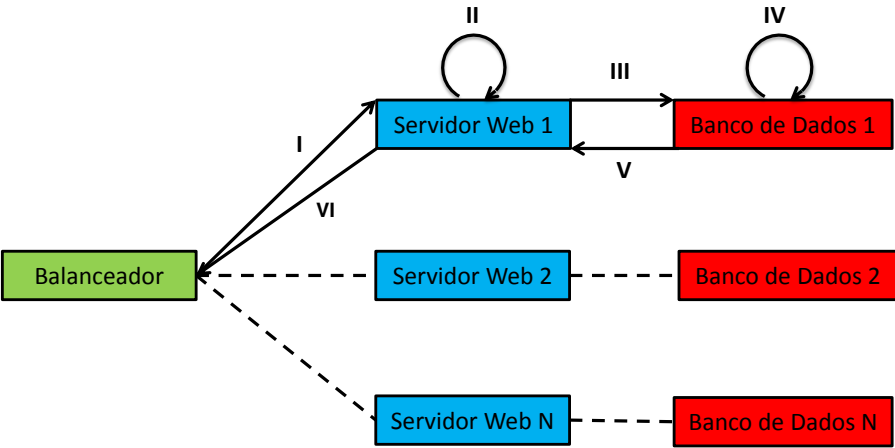 II
IV
III
Servidor Web 1
Banco de Dados 1
I
V
VI
Balanceador
Servidor Web 2
Banco de Dados 2
Servidor Web N
Banco de Dados N